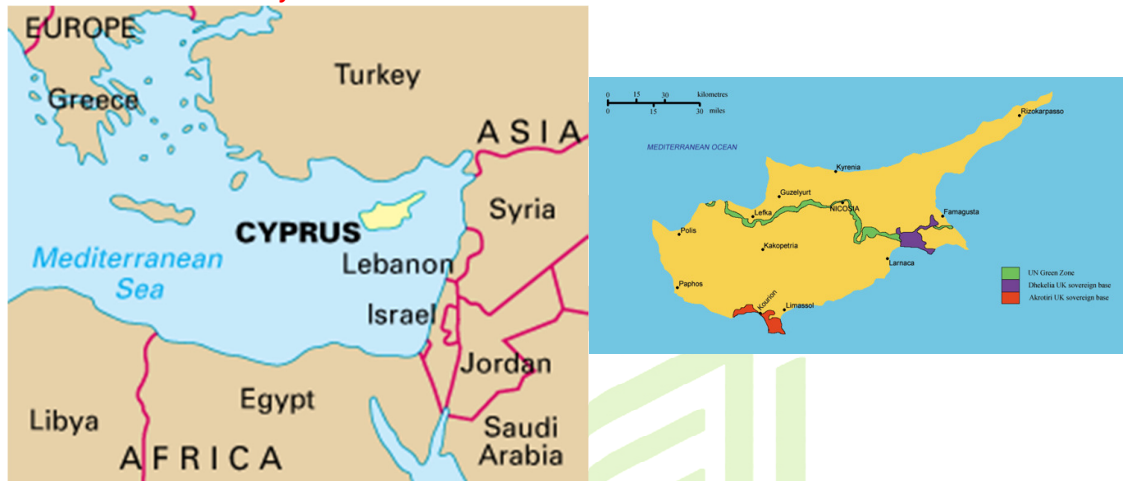 EUROPE
Turkey
Greece
ASIA
Syria
CYPRUS
Mediterranean
Sea
Lebanon
Israel
Jordan
Egypt
Libya
Saudi
Arabia
AFRICA
0 15 30 kilometres
0 15 30 miles
MEDITERRANEAN OCEAN
Rizokarpasso
Kyrenia
Guzelyurt
Lefka
NICOSIA
Famagusta
Polis
Kakopetria
Larnaca
Paphos
Kourion
Limassol
UN Green Zone
Dhekelia UK sovereign base
Akrotiri UK sovereign base